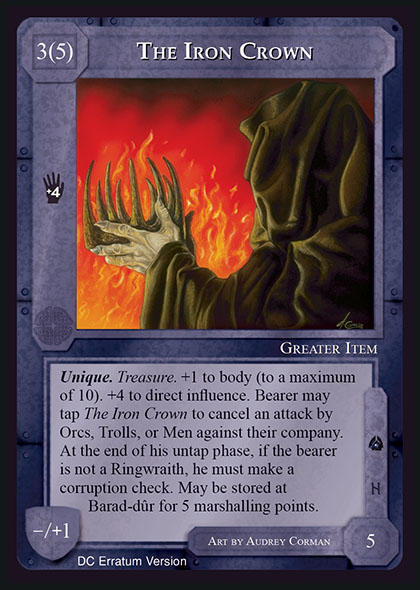 3(5)
The Iron Crown
+4
Greater Item
Unique. Treasure. +1 to body (to a maximum
of 10). +4 to direct influence. Bearer may
tap The Iron Crown to cancel an attack by
Orcs, Trolls, or Men against their company.
At the end of his untap phase, if the bearer
is not a Ringwraith, he must make a
corruption check. May be stored at
Barad-dûr for 5 marshalling points.
–/+1
Art by Audrey Corman
5
DC Erratum Version